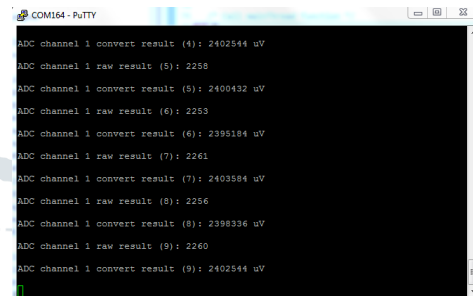 COM164 - PuTTY
ADC channel 1 convert result (4): 2402544 uV
ADC channel 1 raw result (5): 2258
ADC channel 1 convert result (5): 2400432 uV
ADC channel 1 raw result (6): 2253
ADC channel 1 convert result (6): 2395184 uV
ADC channel 1 raw result (7): 2261
ADC channel 1 convert result (7): 2403584 uV
ADC channel 1 raw result (8): 2256
ADC channel 1 convert result (8): 2398336 uV
ADC channel 1 raw result (9): 2260
ADC channel 1 convert result (9): 2402544 uV